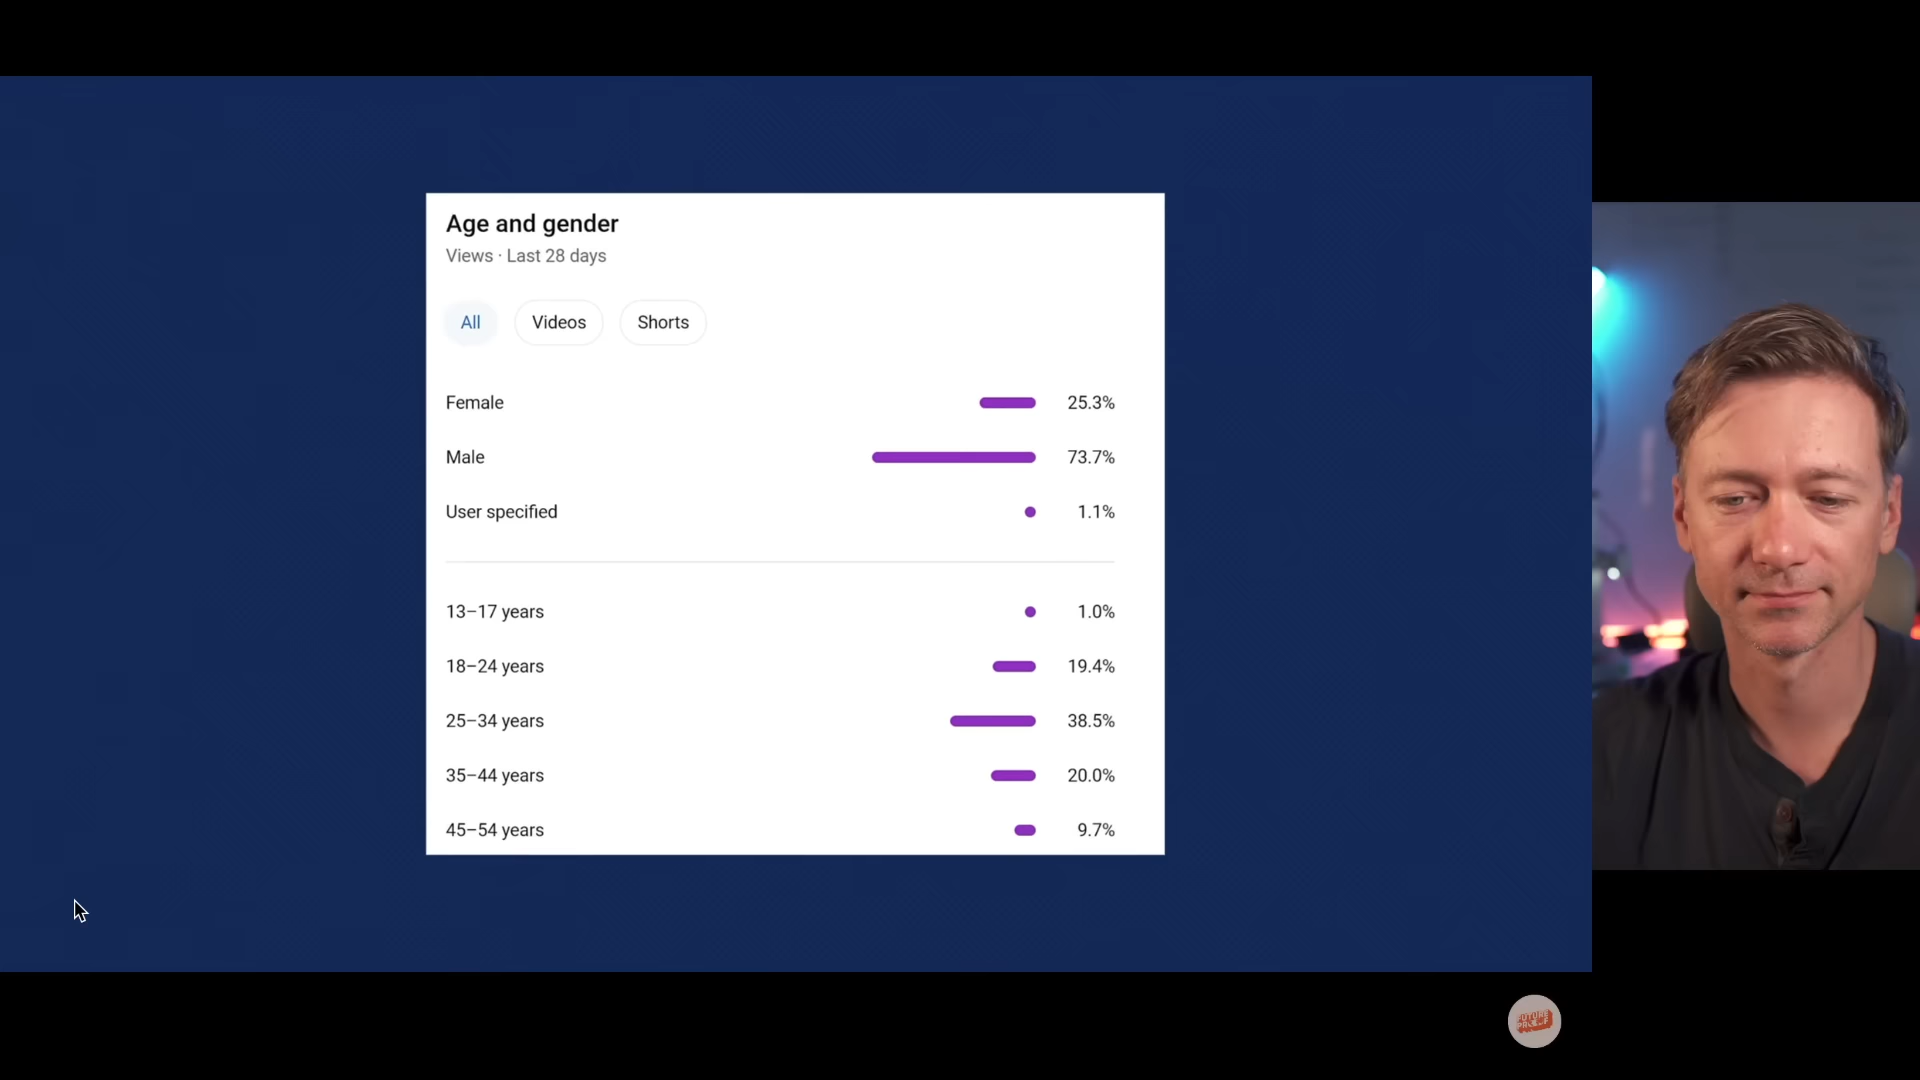 Age and gender
Views · Last 28 days
All Videos Shorts
Female 25.3%
Male 73.7%
User specified 1.1%
13–17 years 1.0%
18–24 years 19.4%
25–34 years 38.5%
35–44 years 20.0%
45–54 years 9.7%
FUTURE